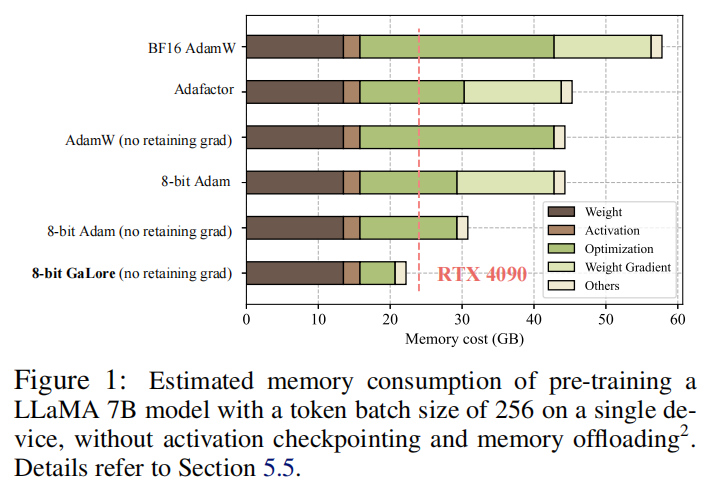 BF16 AdamW
Adafactor
AdamW (no retaining grad)
8-bit Adam
8-bit Adam (no retaining grad)
8-bit GaLore (no retaining grad)
RTX 4090
Weight
Activation
Optimization
Weight Gradient
Others
0 10 20 30 40 50 60
Memory cost (GB)
Figure 1: Estimated memory consumption of pre-training a
LLaMA 7B model with a token batch size of 256 on a single de-
vice, without activation checkpointing and memory offloading².
Details refer to Section 5.5.